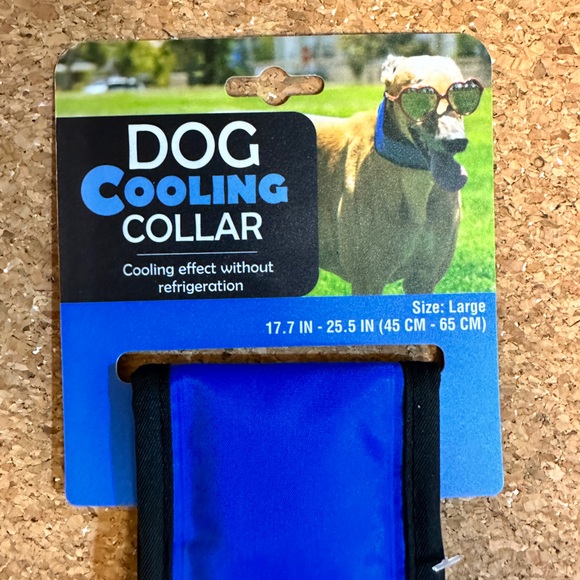 DOG
COOLING
COLLAR
Cooling effect without
refrigeration
Size: Large
17.7 IN - 25.5 IN (45 CM - 65 CM)